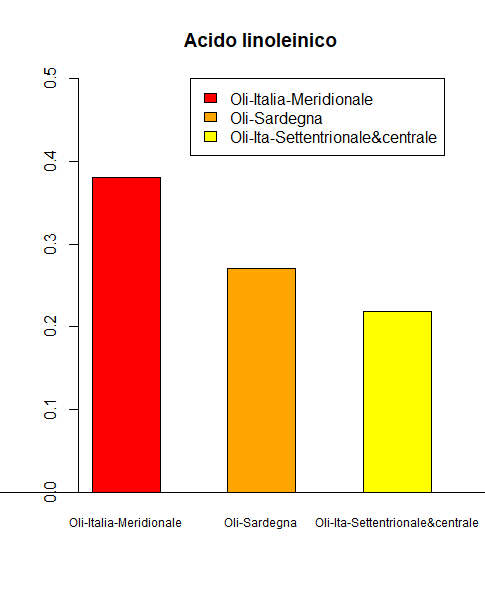 Acido linoleinico
0.5
0.4
0.3
0.2
0.1
0.0
Oli-Italia-Meridionale
Oli-Sardegna
Oli-Ita-Settentrionale&centrale
Oli-Italia-Meridionale
Oli-Sardegna
Oli-Ita-Settentrionale&centrale